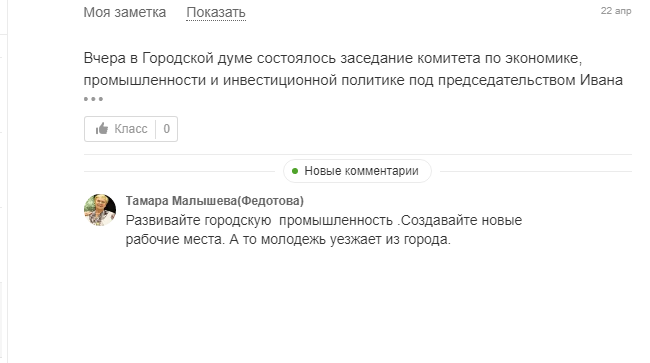 Моя заметка Показать 22 апр
Вчера в Городской думе состоялось заседание комитета по экономике,
промышленности и инвестиционной политике под председательством Ивана
•••
Класс 0
Новые комментарии
Тамара Малышева(Федотова)
Развивайте городскую  промышленность .Создавайте новые
рабочие места. А то молодежь уезжает из города.